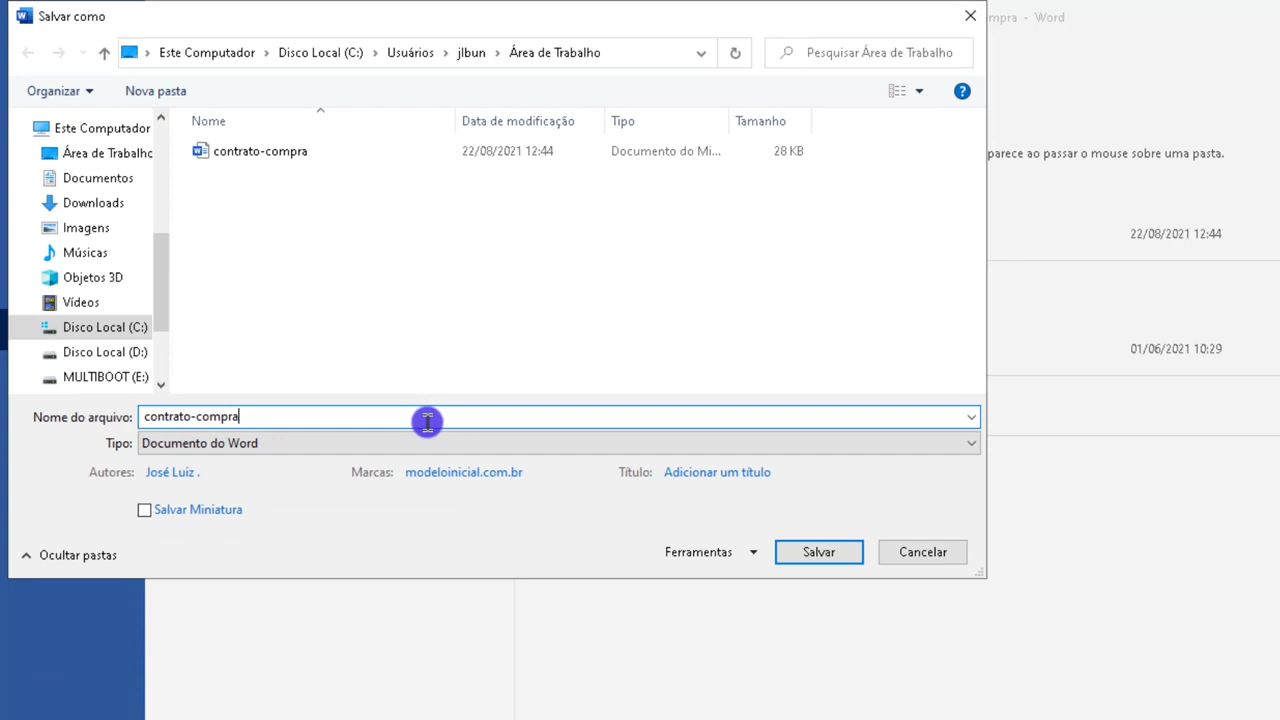 Salvar como
mpra - Word
Este Computador > Disco Local (C:) > Usuários > jlbun > Área de Trabalho
Pesquisar Área de Trabalho
Organizar
Nova pasta
Nome
Data de modificação
Tipo
Tamanho
contrato-compra
22/08/2021 12:44
Documento do Mi...
28 KB
Este Computador
Área de Trabalho
Documentos
Downloads
Imagens
Músicas
Objetos 3D
Vídeos
Disco Local (C:)
Disco Local (D:)
MULTIBOOT (E:)
parece ao passar o mouse sobre uma pasta.
22/08/2021 12:44
01/06/2021 10:29
Nome do arquivo: contrato-compra
Tipo: Documento do Word
Autores: José Luiz .
Marcas: modeloinicial.com.br
Título: Adicionar um título
Salvar Miniatura
Ocultar pastas
Ferramentas
Salvar
Cancelar